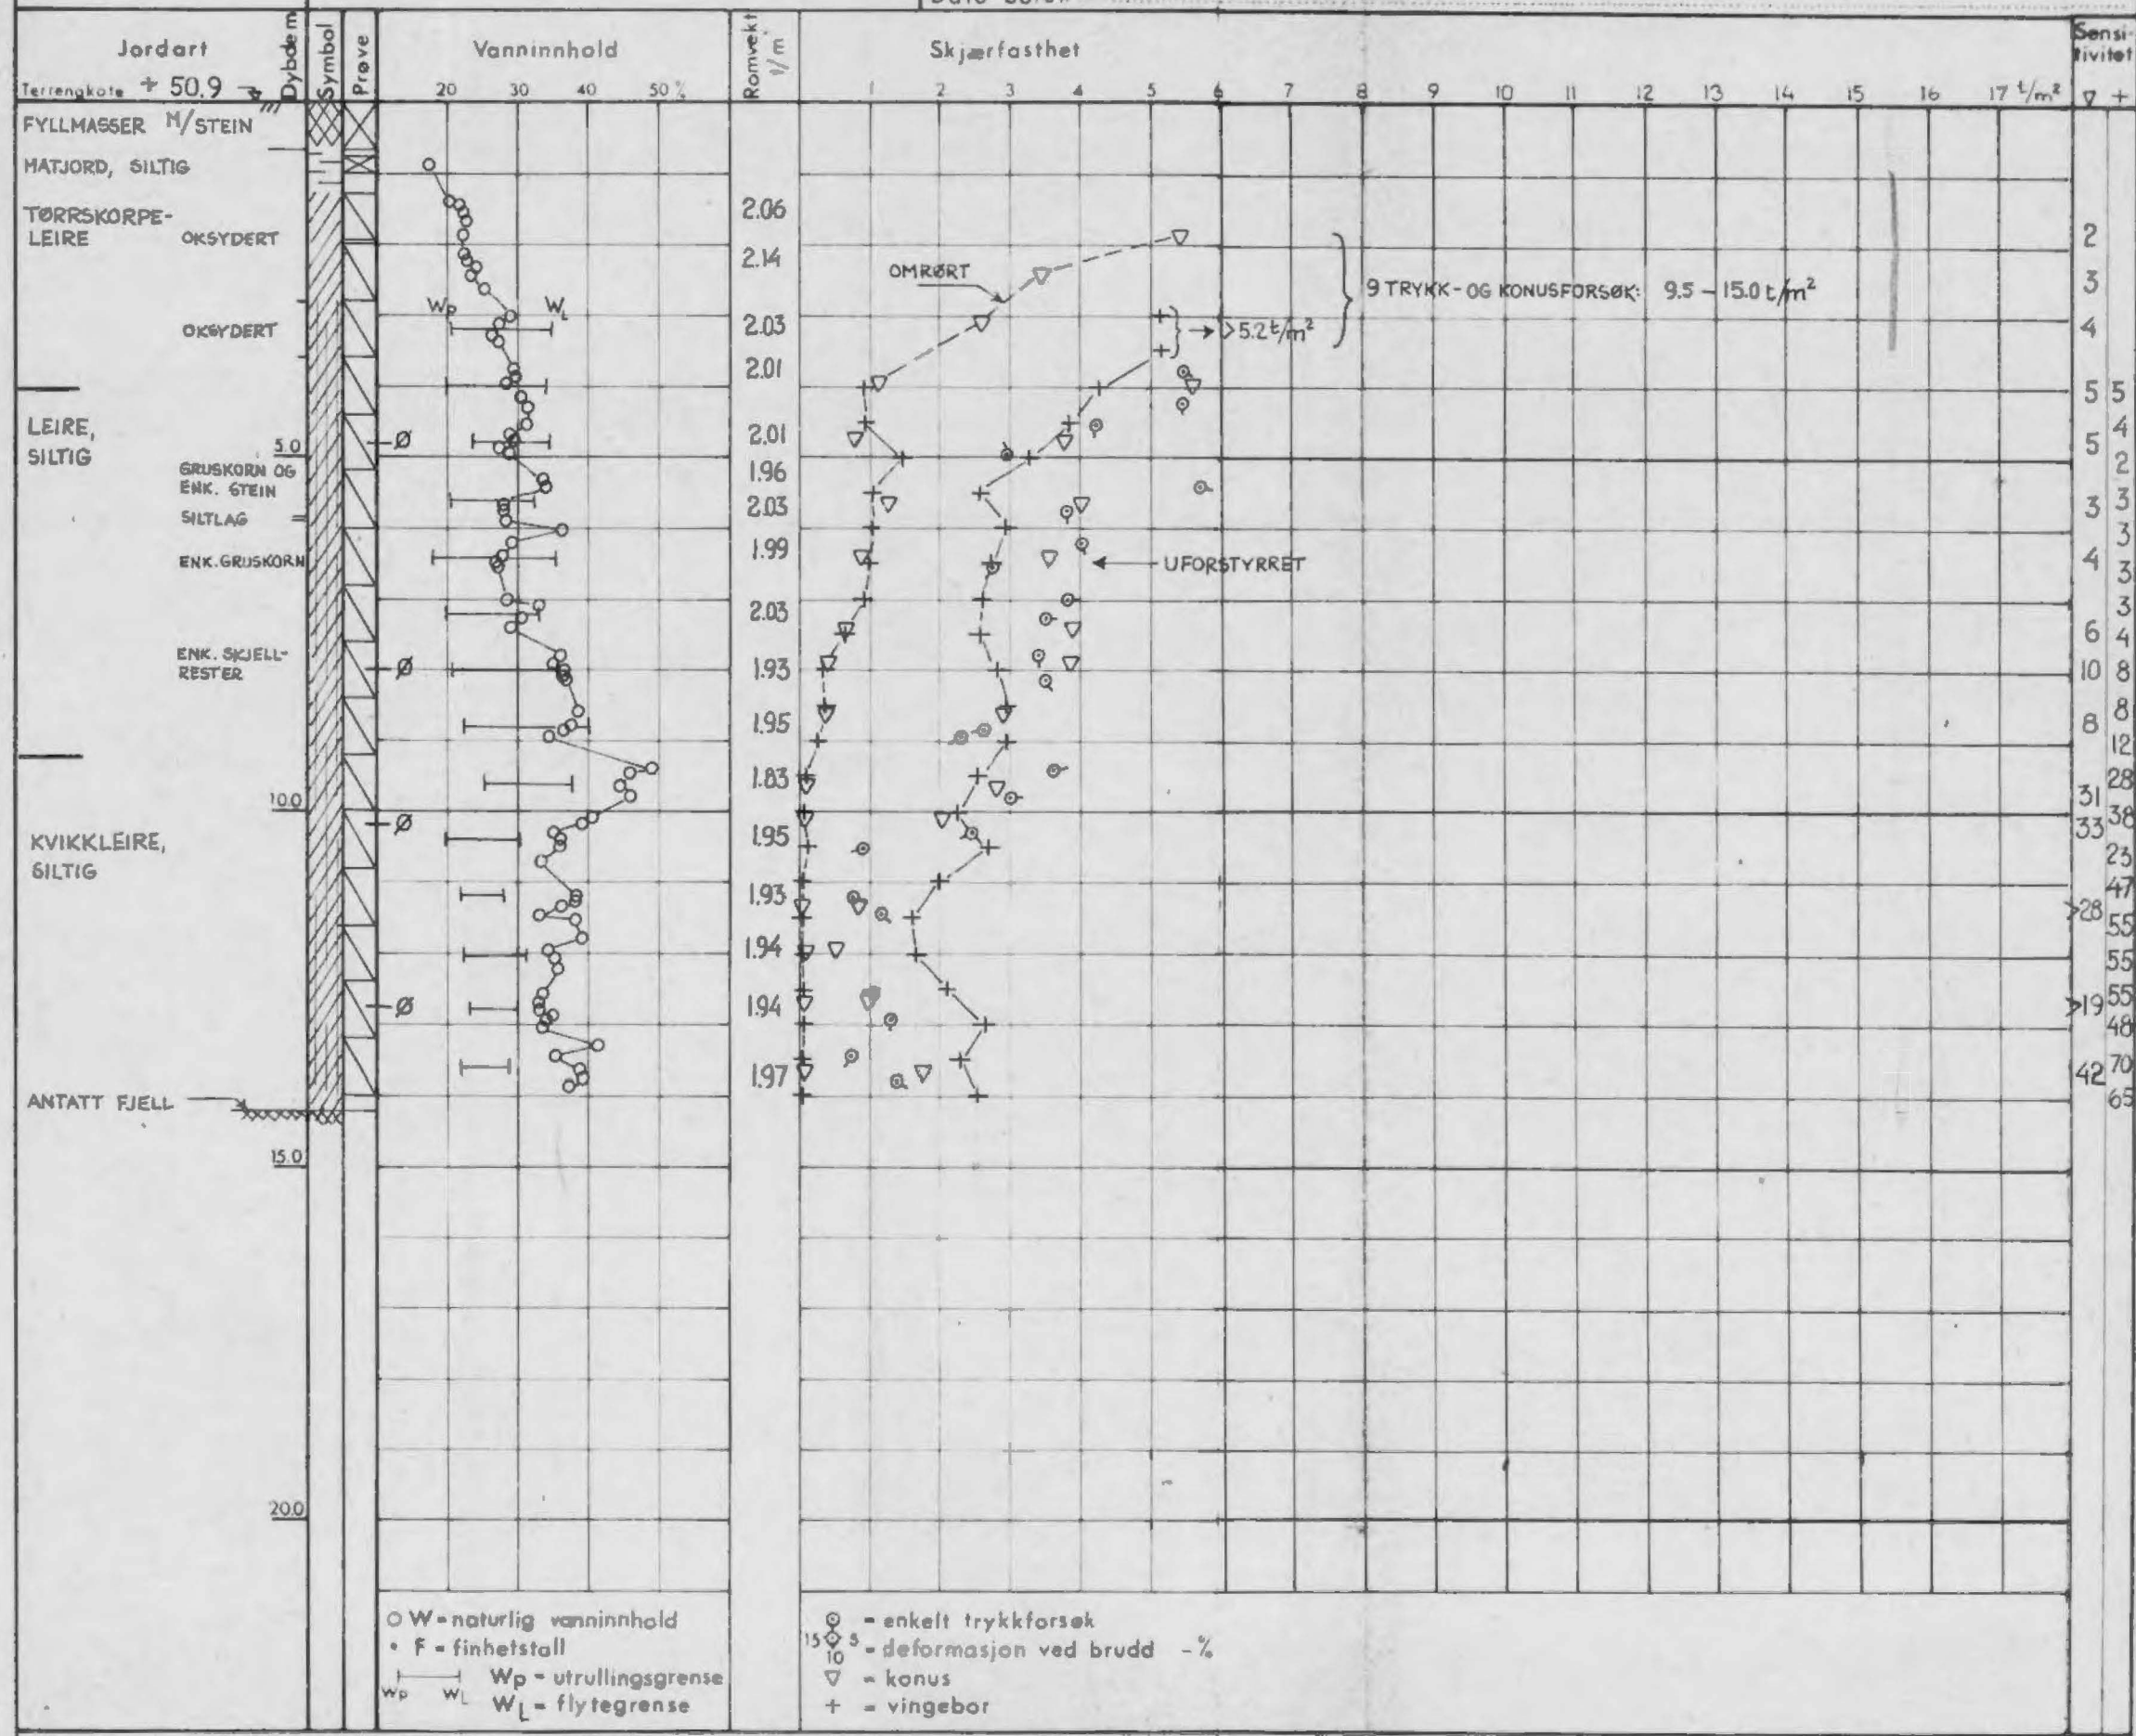 Jordart
Dybde m
Symbol
Prøve
Vanninnhold
Romvekt t/m
Skjærfasthet
Sensi-
tivitet
Terrengkote + 50.9
20 30 40 50 %
1 2 3 4 5 6 7 8 9 10 11 12 13 14 15 16 17 t/m²
▽ +
FYLLMASSER M/STEIN
MATJORD, SILTIG
TØRRSKORPE-
LEIRE OKSYDERT
2.06
2
2.14
OMRØRT
9 TRYKK- OG KONUSFORSØK: 9.5 – 15.0 t/m²
3
Wp WL
OKSYDERT
2.03
→ >5.2 t/m²
4
2.01
5 5
LEIRE,
SILTIG
5.0
Ø
2.01
4
5
2
GRUSKORN OG
ENK. STEIN
1.96
SILTLAG
2.03
3 3
3
ENK. GRUSKORN
1.99
UFORSTYRRET
4 3
2.03
3
6 4
ENK. SKJELL-
RESTER
Ø
1.93
10 8
1.95
8
8
12
1.83
28
10.0
31
38
Ø
33
KVIKKLEIRE,
SILTIG
1.95
23
1.93
47
>28
55
1.94
55
Ø
1.94
55
>19
48
1.97
70
42
ANTATT FJELL
65
15.0
20.0
○ W = naturlig vanninnhold
• F = finhetstall
Wp WL
Wp = utrullingsgrense
WL = flytegrense
= enkelt trykkforsøk
15 5 10 = deformasjon ved brudd - %
▽ = konus
+ = vingebor